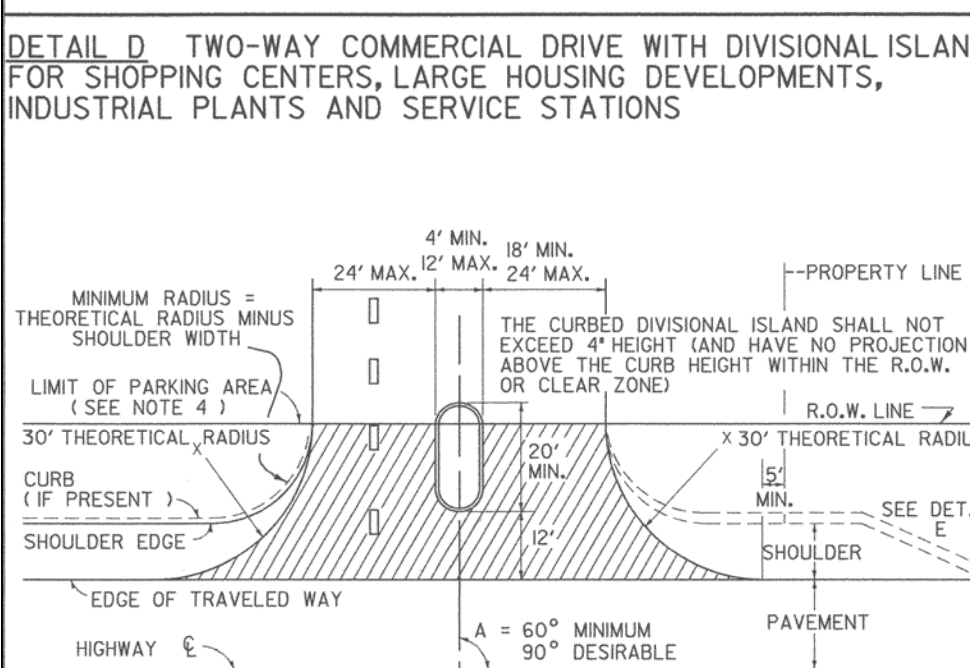 DETAIL D TWO-WAY COMMERCIAL DRIVE WITH DIVISIONAL ISLAN
FOR SHOPPING CENTERS, LARGE HOUSING DEVELOPMENTS,
INDUSTRIAL PLANTS AND SERVICE STATIONS
4' MIN.
12' MAX.
24' MAX.
18' MIN.
24' MAX.
PROPERTY LINE
MINIMUM RADIUS =
THEORETICAL RADIUS MINUS
SHOULDER WIDTH
THE CURBED DIVISIONAL ISLAND SHALL NOT
EXCEED 4" HEIGHT (AND HAVE NO PROJECTION
ABOVE THE CURB HEIGHT WITHIN THE R.O.W.
OR CLEAR ZONE)
LIMIT OF PARKING AREA
( SEE NOTE 4 )
R.O.W. LINE
30' THEORETICAL RADIUS
X
X 30' THEORETICAL RADIU
20'
MIN.
5'
MIN.
CURB
( IF PRESENT )
SEE DETA
E
SHOULDER EDGE
12'
SHOULDER
EDGE OF TRAVELED WAY
PAVEMENT
A = 60° MINIMUM
90° DESIRABLE
HIGHWAY ℄